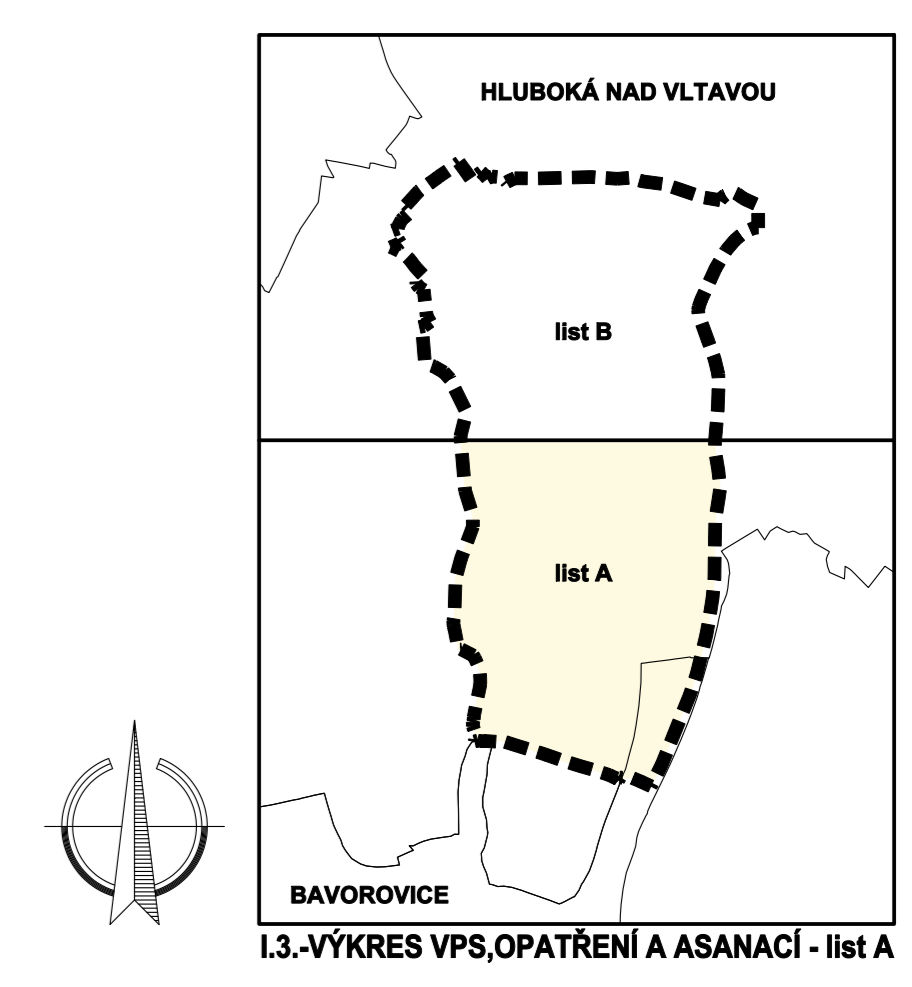 HLUBOKÁ NAD VLTAVOU
list B
list A
BAVOROVICE
I.3.-VÝKRES VPS,OPATŘENÍ A ASANACÍ - list A